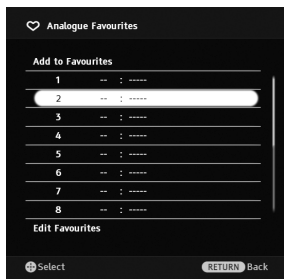 Analogue Favourites
Add to Favourites
1 -- : -----
2 -- : -----
3 -- : -----
4 -- : -----
5 -- : -----
6 -- : -----
7 -- : -----
8 -- : -----
Edit Favourites
Select RETURN Back